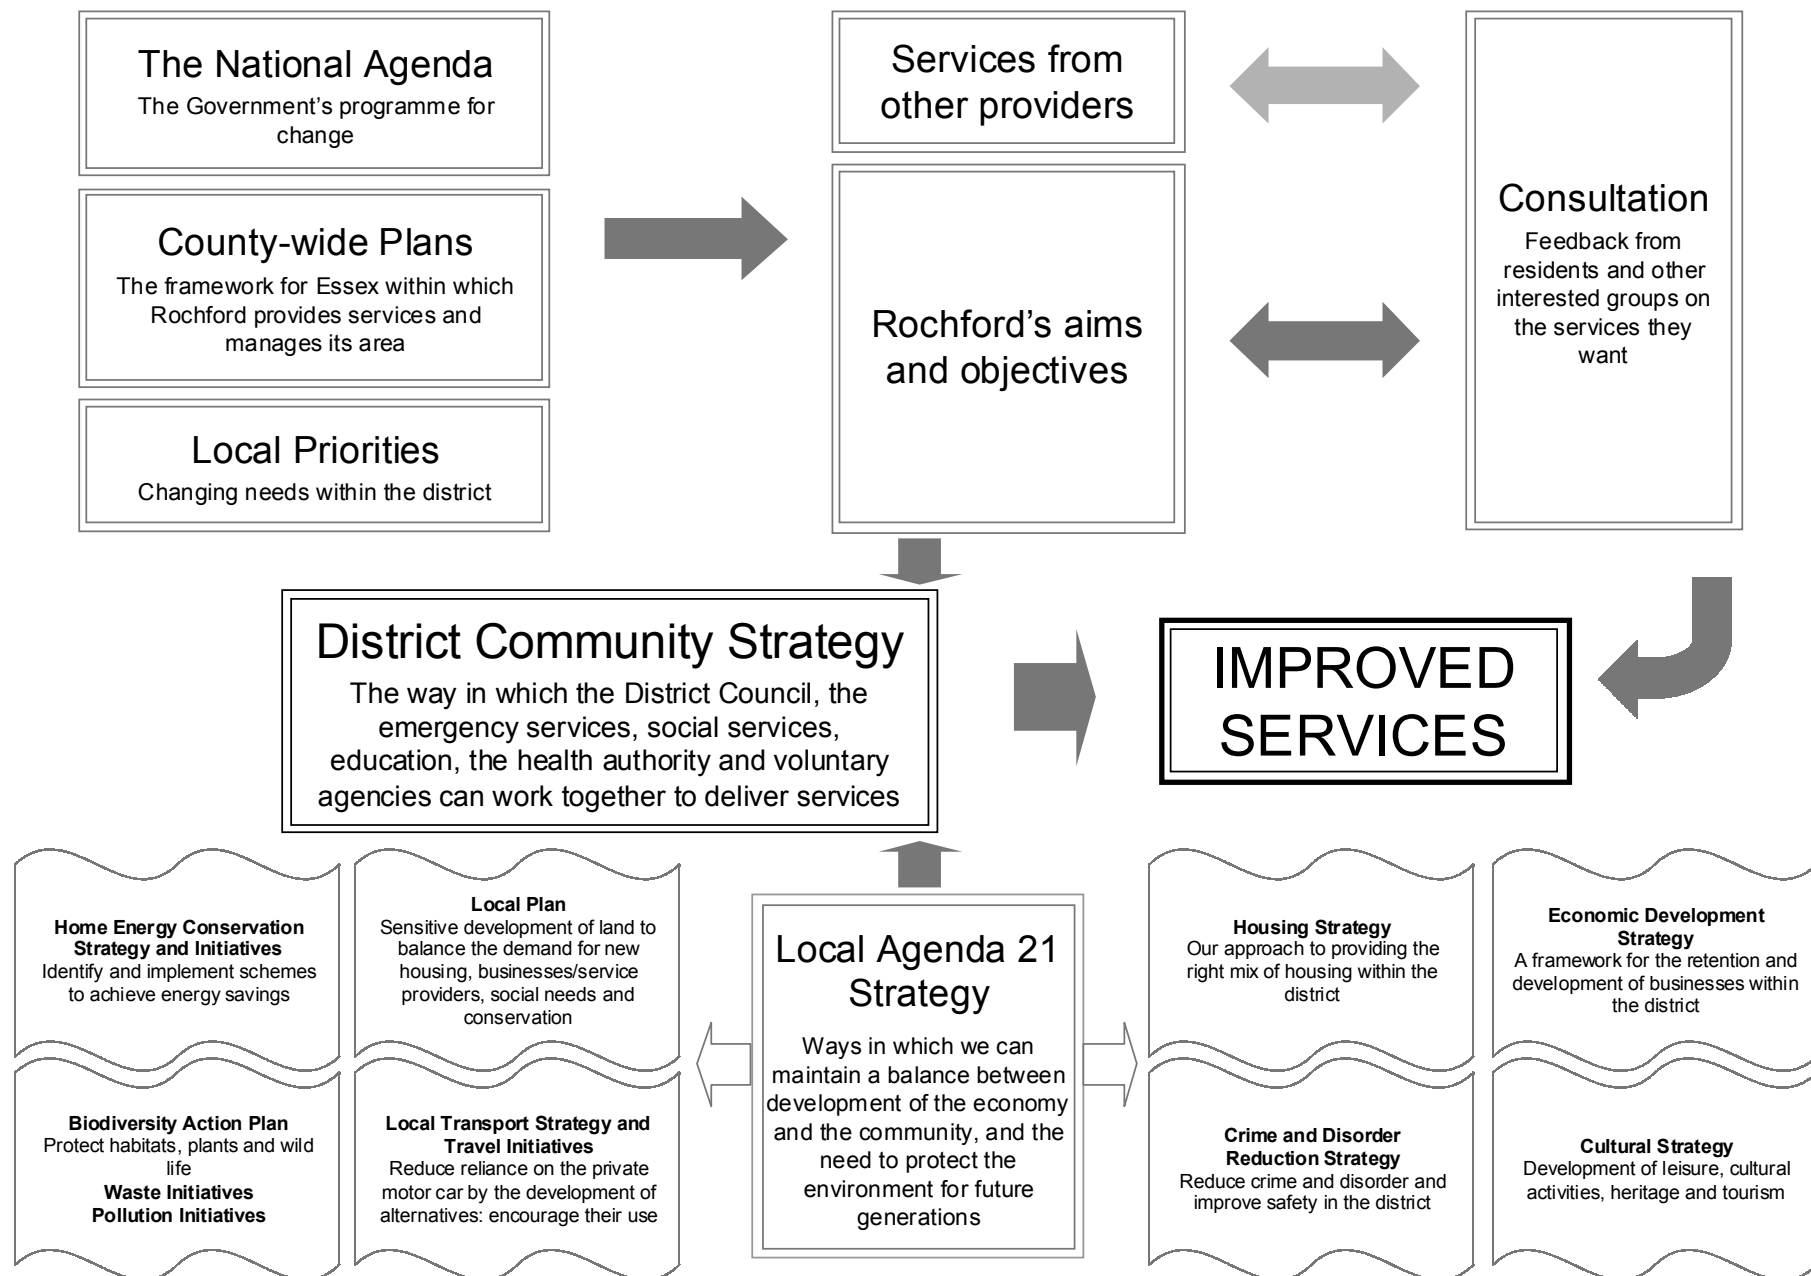 The National Agenda
The Government’s programme for
change
County-wide Plans
The framework for Essex within which
Rochford provides services and
manages its area
Local Priorities
Changing needs within the district
Services from
other providers
Rochford’s aims
and objectives
Consultation
Feedback from
residents and other
interested groups on
the services they
want
District Community Strategy
The way in which the District Council, the
emergency services, social services,
education, the health authority and voluntary
agencies can work together to deliver services
IMPROVED
SERVICES
Home Energy Conservation
Strategy and Initiatives
Identify and implement schemes
to achieve energy savings
Local Plan
Sensitive development of land to
balance the demand for new
housing, businesses/service
providers, social needs and
conservation
Biodiversity Action Plan
Protect habitats, plants and wild
life
Waste Initiatives
Pollution Initiatives
Local Transport Strategy and
Travel Initiatives
Reduce reliance on the private
motor car by the development of
alternatives: encourage their use
Local Agenda 21
Strategy
Ways in which we can
maintain a balance between
development of the economy
and the community, and the
need to protect the
environment for future
generations
Housing Strategy
Our approach to providing the
right mix of housing within the
district
Economic Development
Strategy
A framework for the retention and
development of businesses within
the district
Crime and Disorder
Reduction Strategy
Reduce crime and disorder and
improve safety in the district
Cultural Strategy
Development of leisure, cultural
activities, heritage and tourism